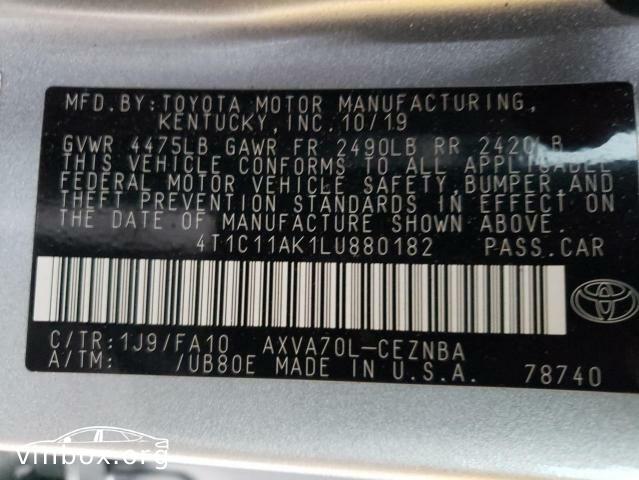 MFD. BY: TOYOTA MOTOR MANUFACTURING,
KENTUCKY, INC. 10/19
GVWR 4475LB GAWR FR 2490LB RR 2420LB
THIS VEHICLE CONFORMS TO ALL APPLICABLE
FEDERAL MOTOR VEHICLE SAFETY, BUMPER, AND
THEFT PREVENTION STANDARDS IN EFFECT ON
THE DATE OF MANUFACTURE SHOWN ABOVE.
4T1C11AK1LU880182 PASS. CAR
C/TR: 1J9/FA10 AXVA70L-CEZNBA
A/TM: /UB80E MADE IN U.S.A. 78740
vinbox.org